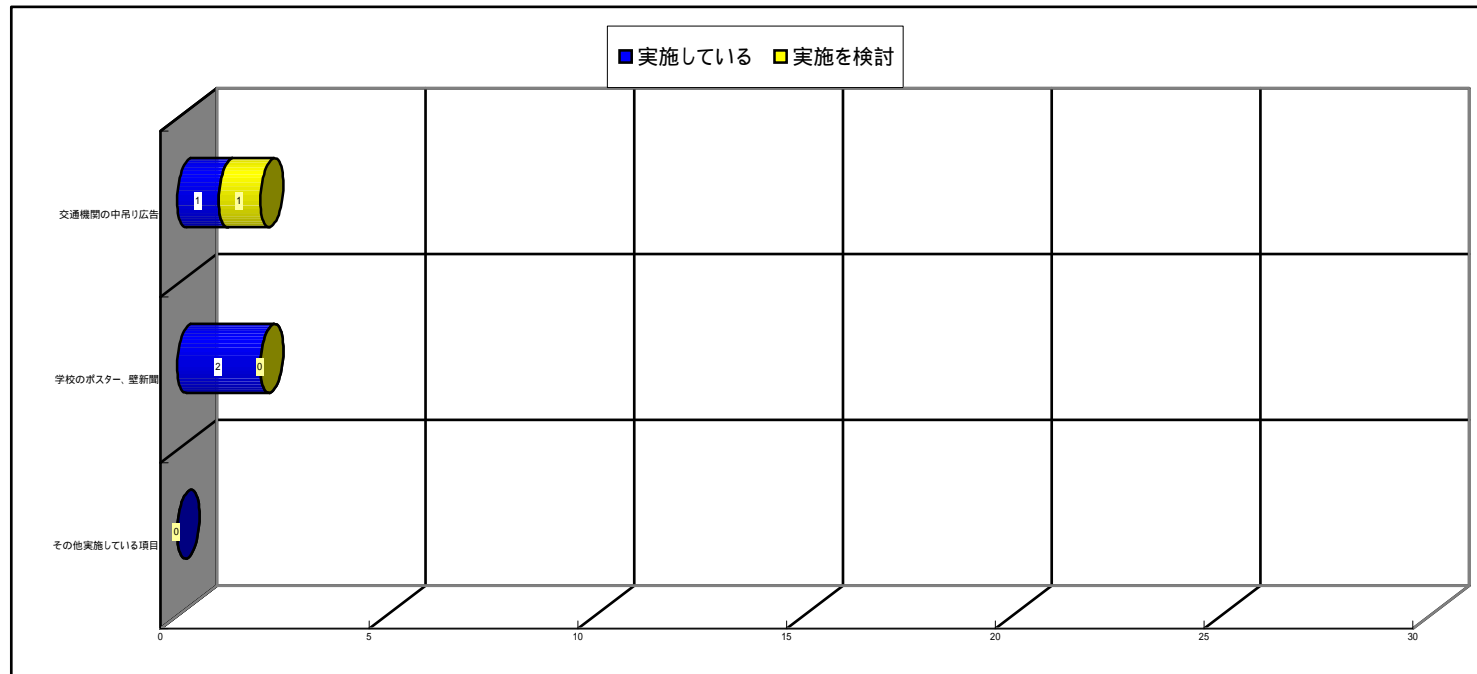 実施している 実施を検討
交通機関の中吊り広告 1 1
学校のポスター、壁新聞 2 0
その他実施している項目 0
0 5 10 15 20 25 30